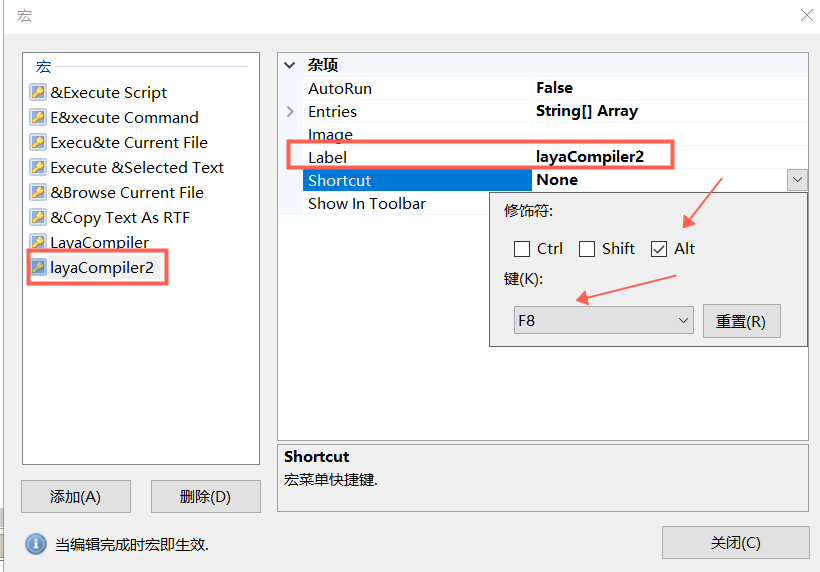 宏
宏
&Execute Script
E&xecute Command
Execu&te Current File
Execute &Selected Text
&Browse Current File
&Copy Text As RTF
LayaCompiler
layaCompiler2
添加(A)
删除(D)
当编辑完成时宏即生效.
杂项
AutoRun False
Entries String[] Array
Image
Label layaCompiler2
Shortcut None
Show In Toolbar
修饰符:
Ctrl Shift Alt
键(K):
F8 重置(R)
Shortcut
宏菜单快捷键.
关闭(C)